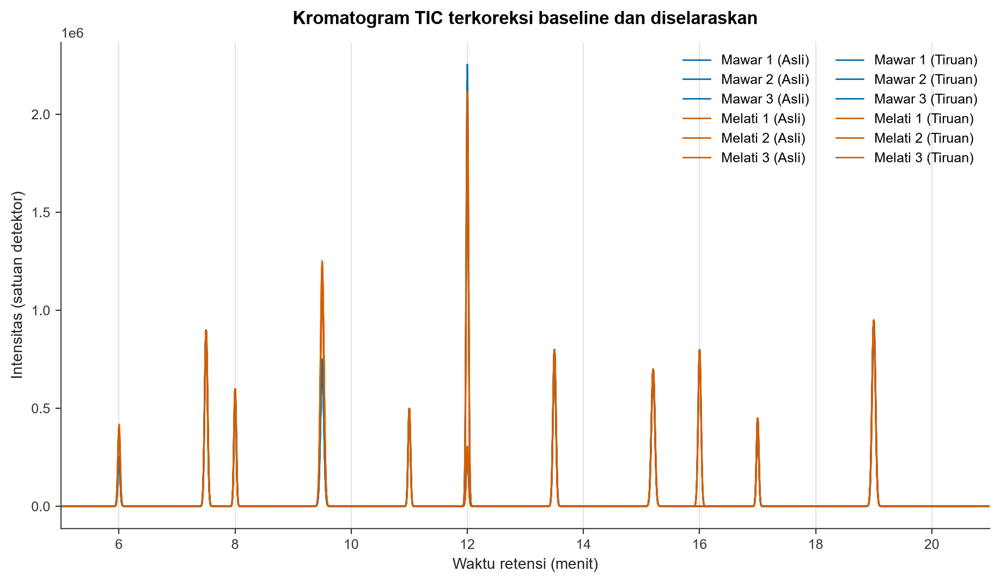 Kromatogram TIC terkoreksi baseline dan diselaraskan
1e6
Mawar 1 (Asli)
Mawar 2 (Asli)
Mawar 3 (Asli)
Melati 1 (Asli)
Melati 2 (Asli)
Melati 3 (Asli)
Mawar 1 (Tiruan)
Mawar 2 (Tiruan)
Mawar 3 (Tiruan)
Melati 1 (Tiruan)
Melati 2 (Tiruan)
Melati 3 (Tiruan)
Intensitas (satuan detektor)
2.0
1.5
1.0
0.5
0.0
6 8 10 12 14 16 18 20
Waktu retensi (menit)